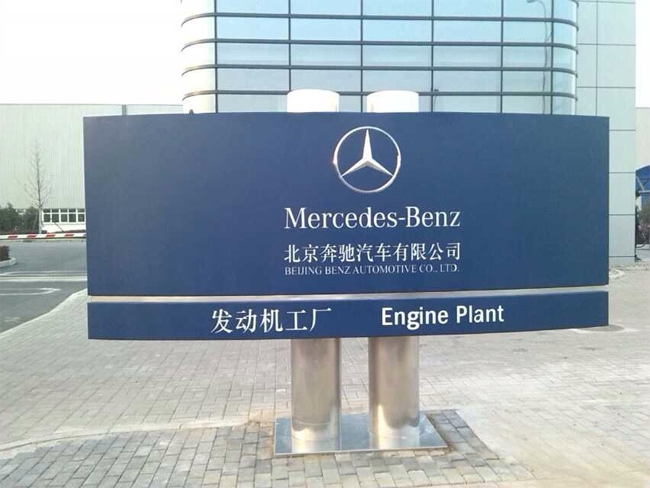 Mercedes-Benz
北京奔驰汽车有限公司
BEIJING BENZ AUTOMOTIVE CO., LTD.
发动机工厂 Engine Plant